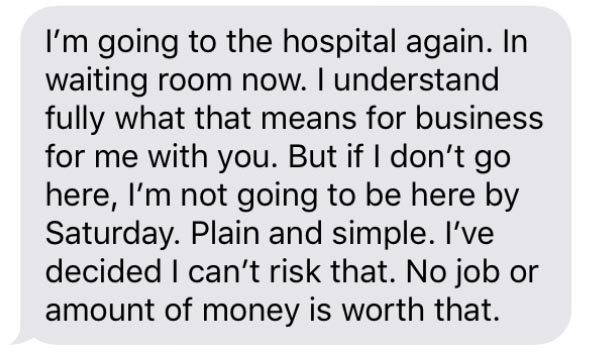 I’m going to the hospital again. In
waiting room now. I understand
fully what that means for business
for me with you. But if I don’t go
here, I’m not going to be here by
Saturday. Plain and simple. I’ve
decided I can’t risk that. No job or
amount of money is worth that.